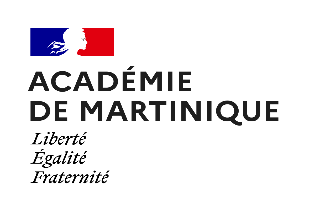 ACADÉMIE
DE MARTINIQUE
Liberté
Égalité
Fraternité